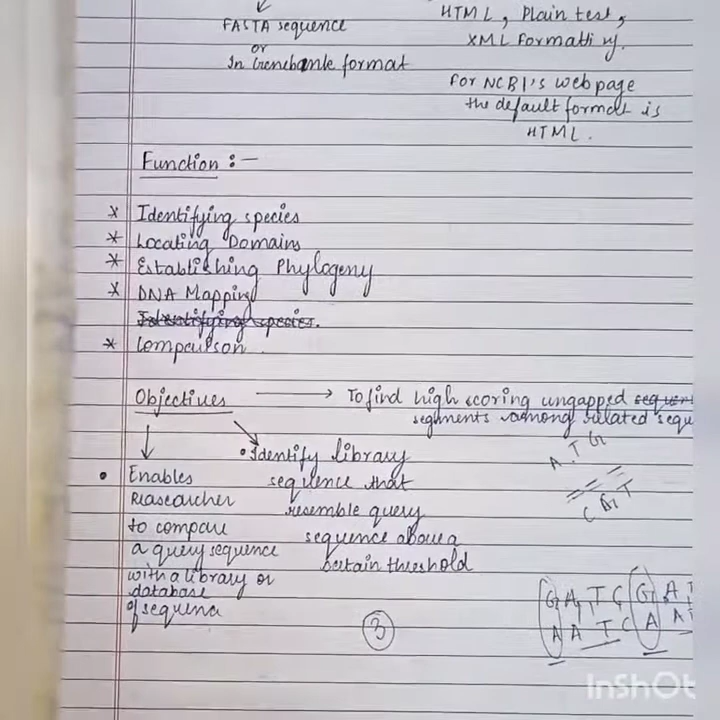 FASTA sequence
or
In Genebank format
HTML, Plain test,
XML formatting.
For NCBI's webpage
the default format is
HTML.
Function :-
* Identifying species
* Locating Domains
* Establishing Phylogeny
* DNA Mapping
Identifying species.
* Comparison.
Objectives → To find high scoring ungapped
segments among related sequ
• Identify library
sequence that
resemble query
sequence above a
certain threshold
• Enables
Reasearcher
to compare
a query sequence
with a library or
database
of sequence
A T G
C G T
G A T C G A T
A A T C A A
3
InShOt